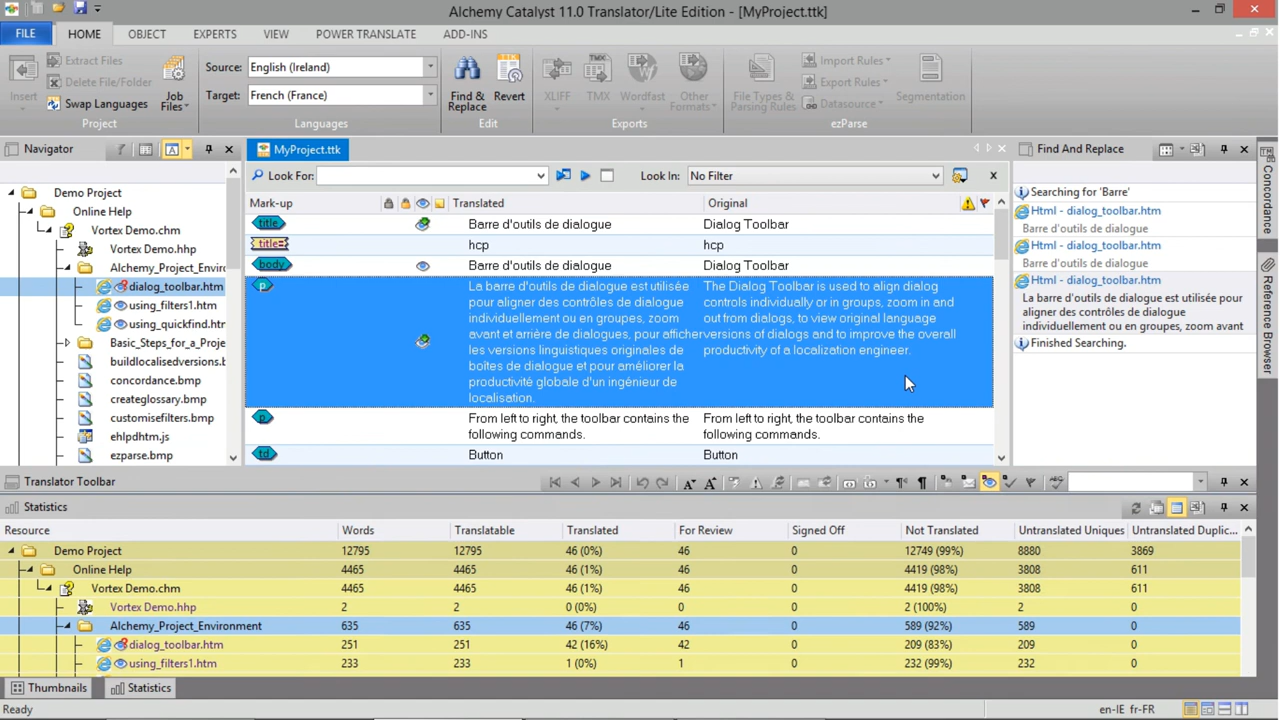 Alchemy Catalyst 11.0 Translator/Lite Edition - [MyProject.ttk]
FILE HOME OBJECT EXPERTS VIEW POWER TRANSLATE ADD-INS
Insert
Extract Files
Delete File/Folder
Swap Languages
Job Files
Project
Source: English (Ireland)
Target: French (France)
Languages
Find & Replace
Revert
Edit
XLIFF
TMX
Wordfast
Other Formats
Exports
File Types & Parsing Rules
Import Rules
Export Rules
Datasource
Segmentation
ezParse
Navigator
Demo Project
Online Help
Vortex Demo.chm
Vortex Demo.hhp
Alchemy_Project_Enviro
dialog_toolbar.htm
using_filters1.htm
using_quickfind.htm
Basic_Steps_for_a_Proje
buildlocalisedversions.bmp
concordance.bmp
createglossary.bmp
customisefilters.bmp
ehlpdhtm.js
ezparse.bmp
MyProject.ttk
Look For:
Look In: No Filter
Mark-up Translated Original
title Barre d'outils de dialogue Dialog Toolbar
title= hcp hcp
body Barre d'outils de dialogue Dialog Toolbar
p La barre d'outils de dialogue est utilisée The Dialog Toolbar is used to align dialog
pour aligner des contrôles de dialogue controls individually or in groups, zoom in and
individuellement ou en groupes, zoom out from dialogs, to view original language
avant et arrière de dialogues, pour afficher versions of dialogs and to improve the overall
les versions linguistiques originales de productivity of a localization engineer.
boîtes de dialogue et pour améliorer la
productivité globale d'un ingénieur de
localisation.
p From left to right, the toolbar contains the From left to right, the toolbar contains the
following commands. following commands.
td Button Button
Find And Replace
Searching for 'Barre'
Html - dialog_toolbar.htm
Barre d'outils de dialogue
Html - dialog_toolbar.htm
Barre d'outils de dialogue
Html - dialog_toolbar.htm
La barre d'outils de dialogue est utilisée pour
aligner des contrôles de dialogue
individuellement ou en groupes, zoom avant
Finished Searching.
Concordance
Reference Browser
Translator Toolbar
Statistics
Resource Words Translatable Translated For Review Signed Off Not Translated Untranslated Uniques Untranslated Duplic...
Demo Project 12795 12795 46 (0%) 46 0 12749 (99%) 8880 3869
Online Help 4465 4465 46 (1%) 46 0 4419 (98%) 3808 611
Vortex Demo.chm 4465 4465 46 (1%) 46 0 4419 (98%) 3808 611
Vortex Demo.hhp 2 2 0 (0%) 0 0 2 (100%) 2 0
Alchemy_Project_Environment 635 635 46 (7%) 46 0 589 (92%) 589 0
dialog_toolbar.htm 251 251 42 (16%) 42 0 209 (83%) 209 0
using_filters1.htm 233 233 1 (0%) 1 0 232 (99%) 232 0
Thumbnails Statistics
Ready en-IE fr-FR